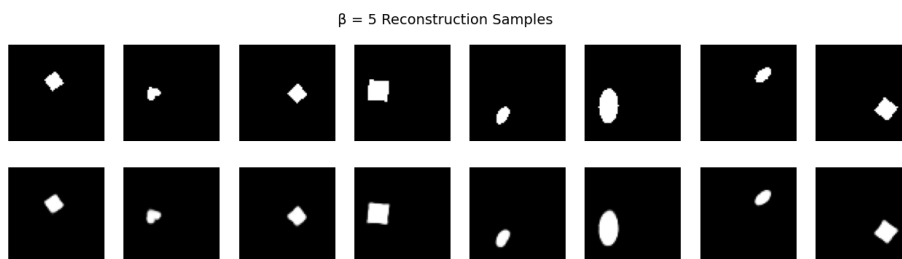 β = 5 Reconstruction Samples